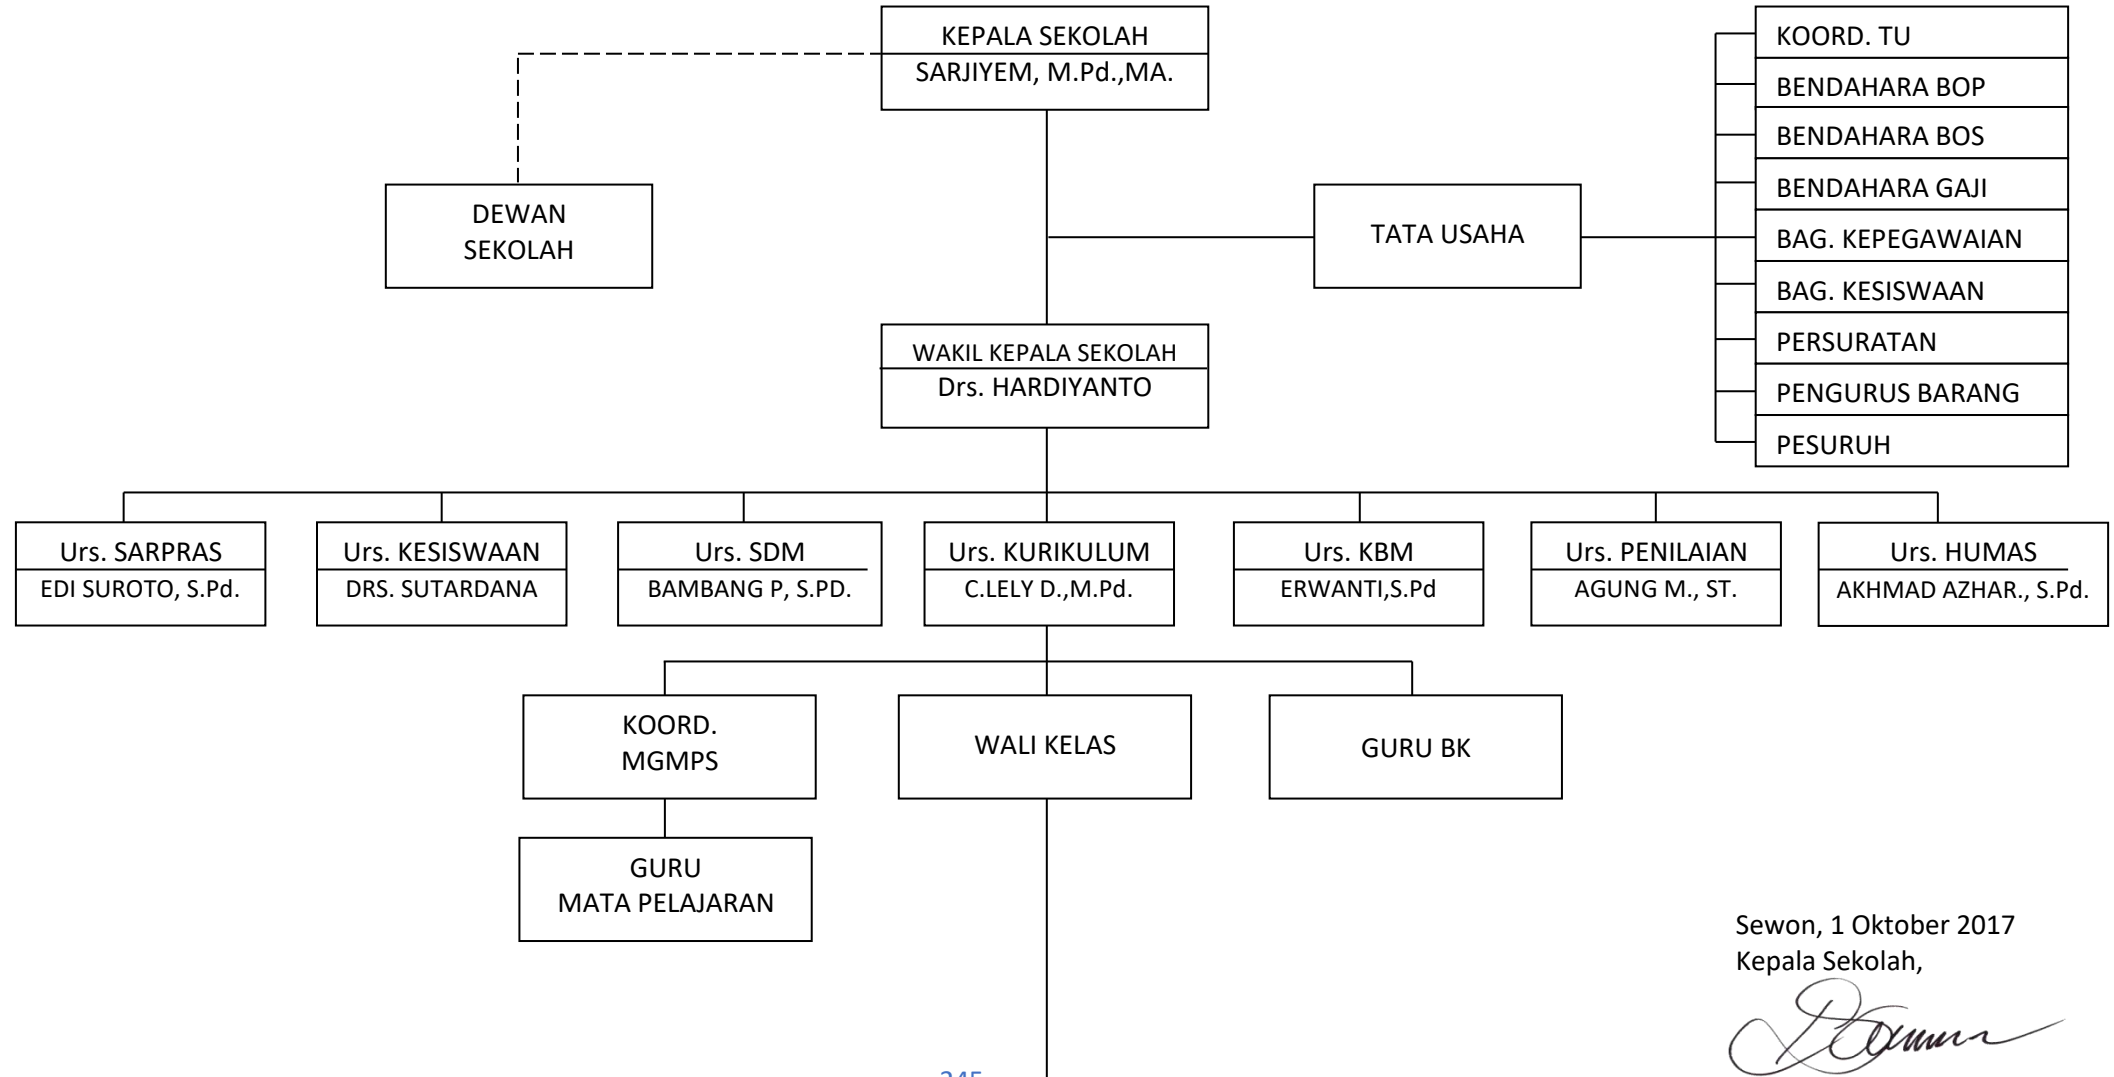 KEPALA SEKOLAH
SARJIYEM, M.Pd.,MA.
DEWAN
SEKOLAH
TATA USAHA
KOORD. TU
BENDAHARA BOP
BENDAHARA BOS
BENDAHARA GAJI
BAG. KEPEGAWAIAN
BAG. KESISWAAN
PERSURATAN
PENGURUS BARANG
PESURUH
WAKIL KEPALA SEKOLAH
Drs. HARDIYANTO
Urs. SARPRAS
EDI SUROTO, S.Pd.
Urs. KESISWAAN
DRS. SUTARDANA
Urs. SDM
BAMBANG P, S.PD.
Urs. KURIKULUM
C.LELY D.,M.Pd.
Urs. KBM
ERWANTI,S.Pd
Urs. PENILAIAN
AGUNG M., ST.
Urs. HUMAS
AKHMAD AZHAR., S.Pd.
KOORD.
MGMPS
WALI KELAS
GURU BK
GURU
MATA PELAJARAN
Sewon, 1 Oktober 2017
Kepala Sekolah,